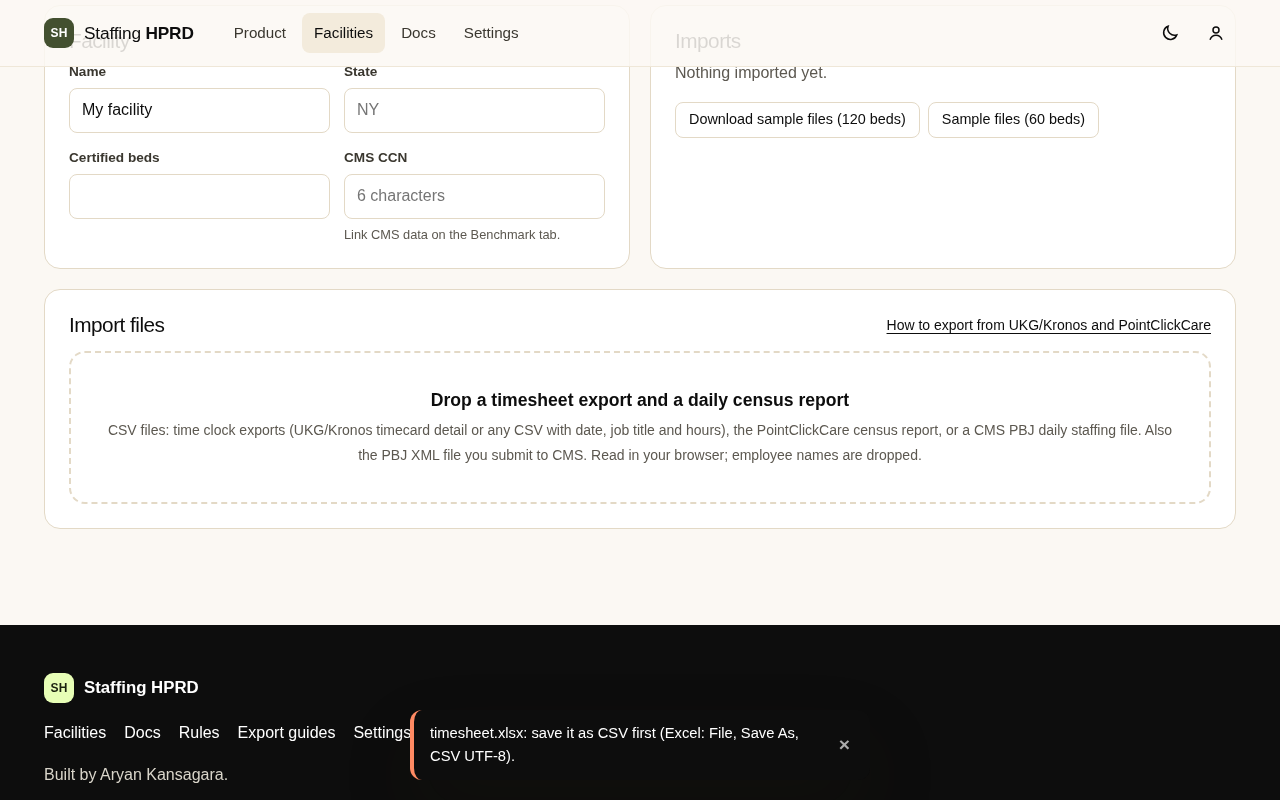 SH Staffing HPRD Product Facilities Docs Settings
Facility
Imports
Name
State
Nothing imported yet.
My facility
NY
Download sample files (120 beds)
Sample files (60 beds)
Certified beds
CMS CCN
6 characters
Link CMS data on the Benchmark tab.
Import files
How to export from UKG/Kronos and PointClickCare
Drop a timesheet export and a daily census report
CSV files: time clock exports (UKG/Kronos timecard detail or any CSV with date, job title and hours), the PointClickCare census report, or a CMS PBJ daily staffing file. Also
the PBJ XML file you submit to CMS. Read in your browser; employee names are dropped.
SH Staffing HPRD
Facilities Docs Rules Export guides Settings
timesheet.xlsx: save it as CSV first (Excel: File, Save As,
CSV UTF-8).
×
Built by Aryan Kansagara.